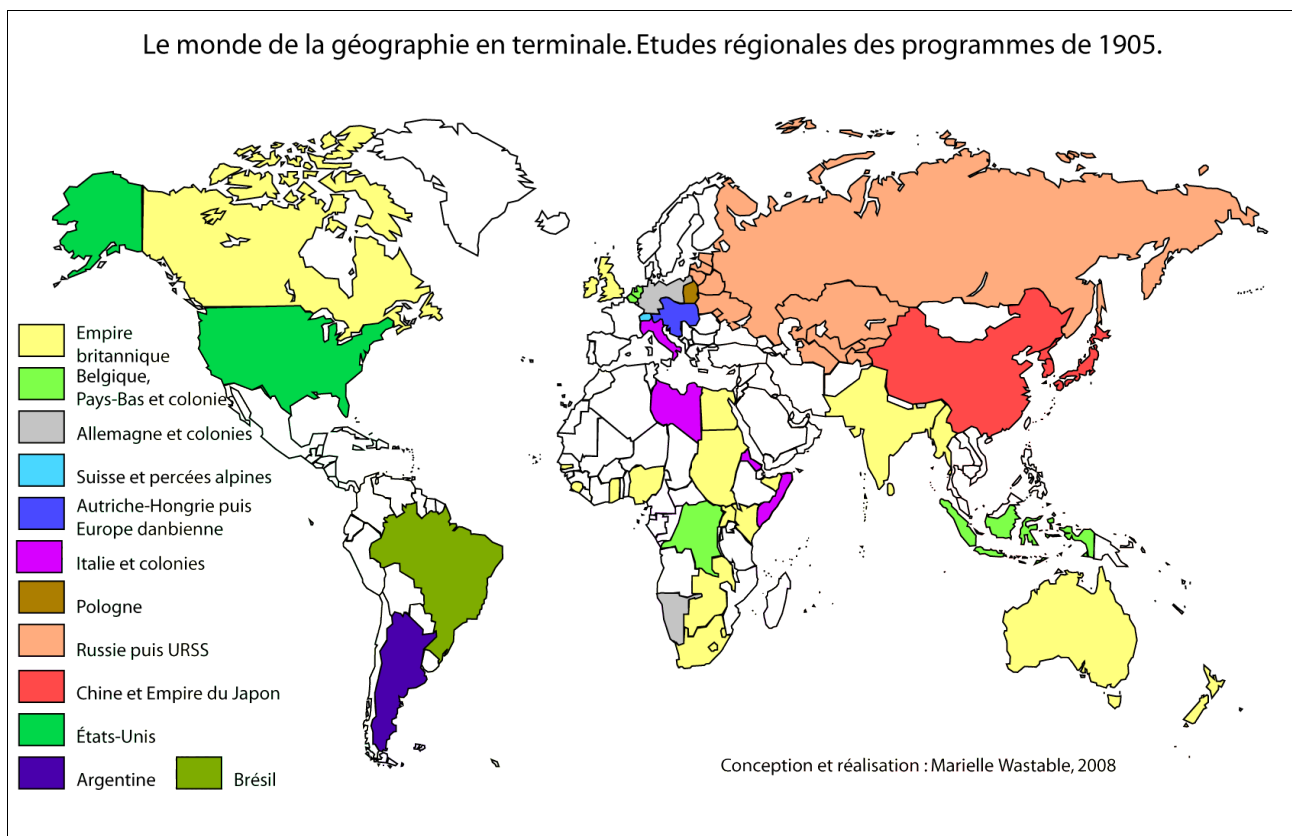 Le monde de la géographie en terminale. Etudes régionales des programmes de 1905.
Empire
britannique
Belgique,
Pays-Bas et colonies
Allemagne et colonies
Suisse et percées alpines
Autriche-Hongrie puis
Europe danbienne
Italie et colonies
Pologne
Russie puis URSS
Chine et Empire du Japon
États-Unis
Argentine
Brésil
Conception et réalisation : Marielle Wastable, 2008